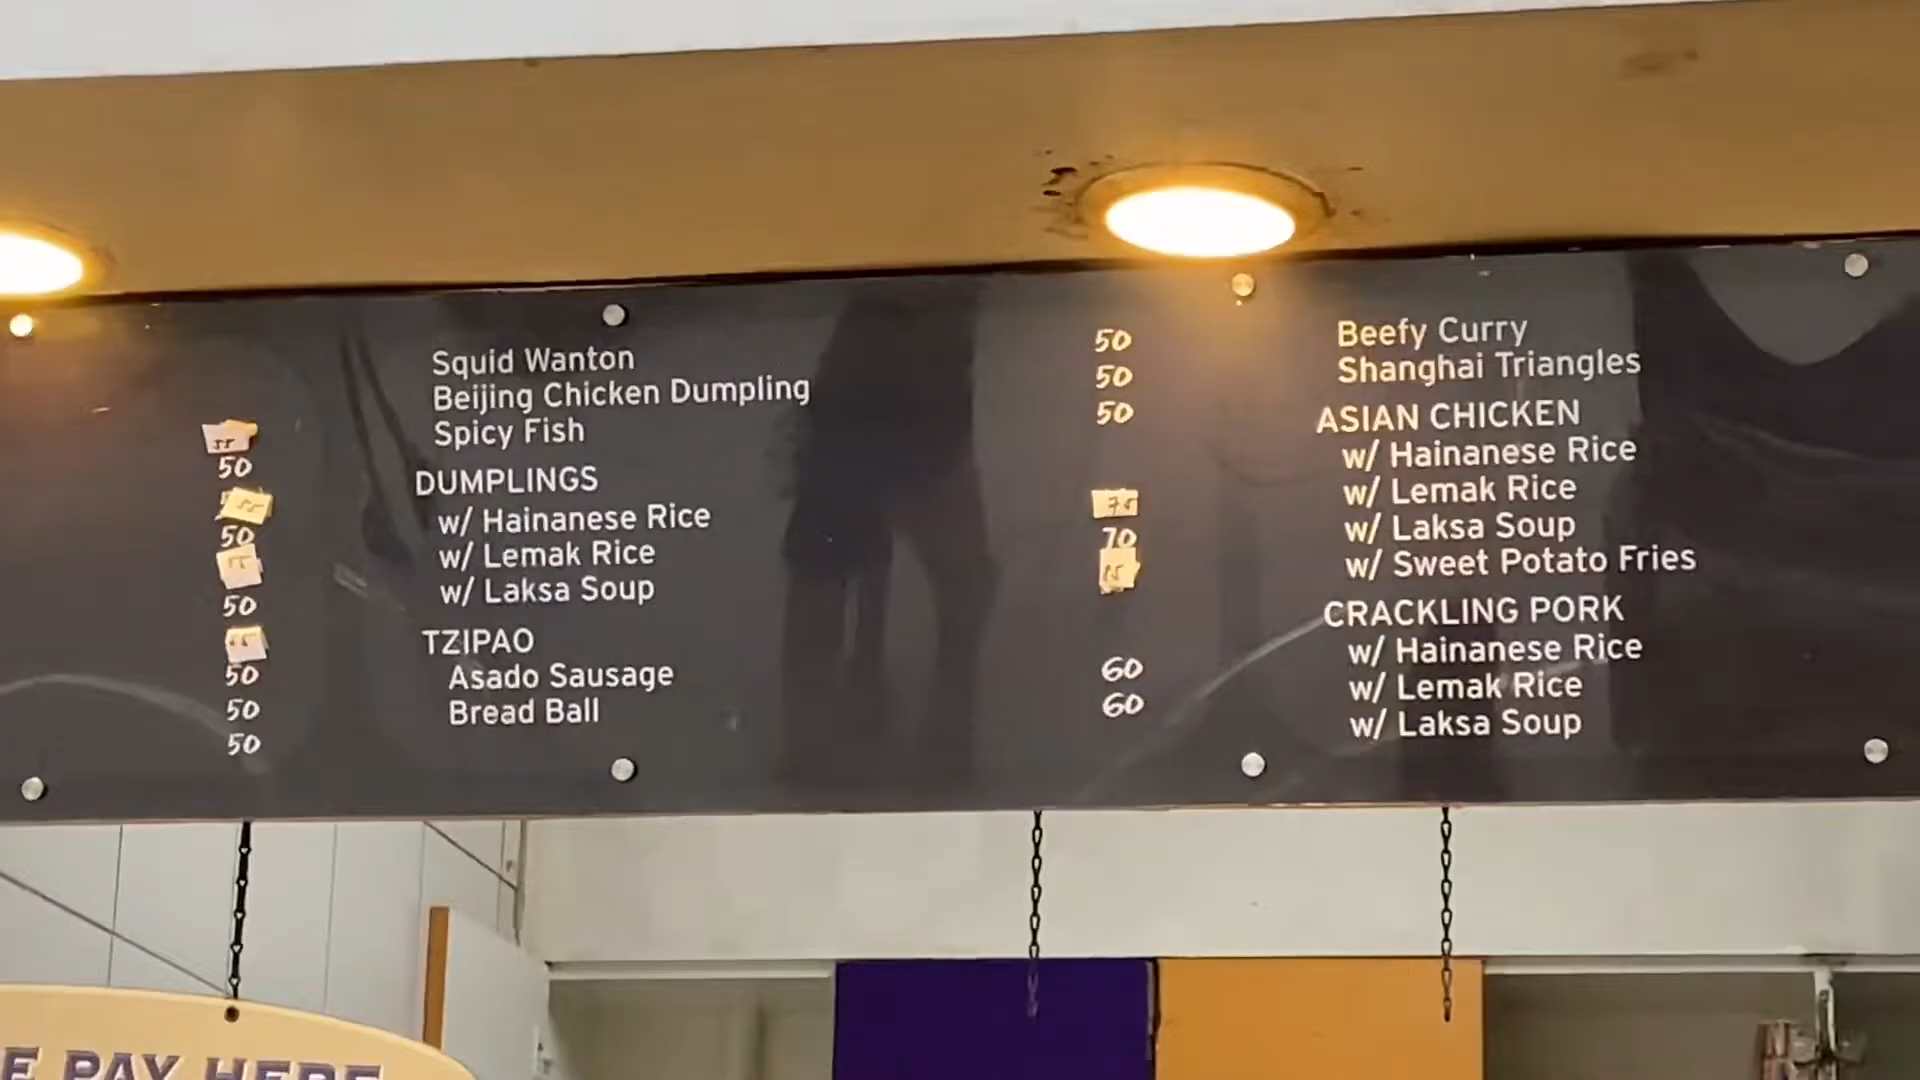 55
50
55
50
55
50
50
50
50
Squid Wanton 50
Beijing Chicken Dumpling 50
Spicy Fish 50
DUMPLINGS
w/ Hainanese Rice 75
w/ Lemak Rice 70
w/ Laksa Soup
TZIPAO
Asado Sausage 60
Bread Ball 60
Beefy Curry
Shanghai Triangles
ASIAN CHICKEN
w/ Hainanese Rice
w/ Lemak Rice
w/ Laksa Soup
w/ Sweet Potato Fries
CRACKLING PORK
w/ Hainanese Rice
w/ Lemak Rice
w/ Laksa Soup
E PAY HERE